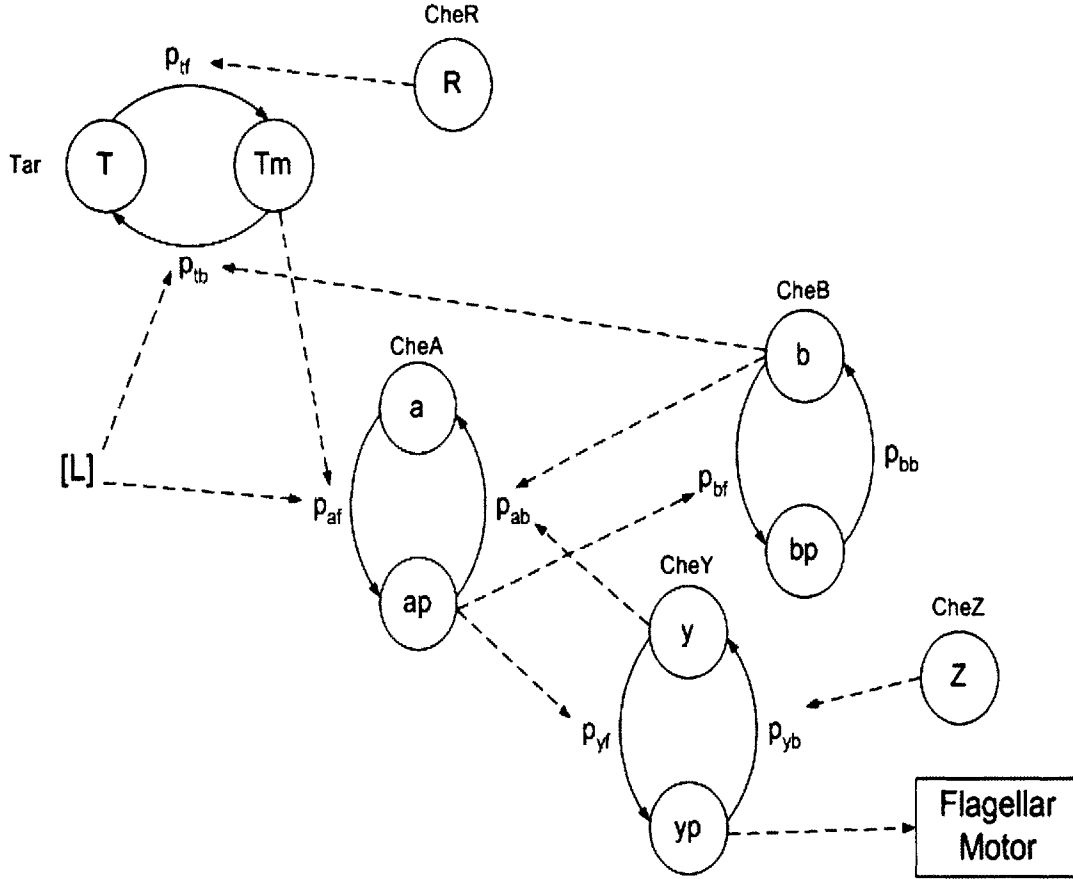 CheR
p_tf
R
Tar
T
Tm
p_tb
CheB
b
CheA
a
[L]
p_af
p_ab
p_bf
p_bb
bp
ap
CheY
y
CheZ
Z
p_yf
p_yb
yp
Flagellar
Motor